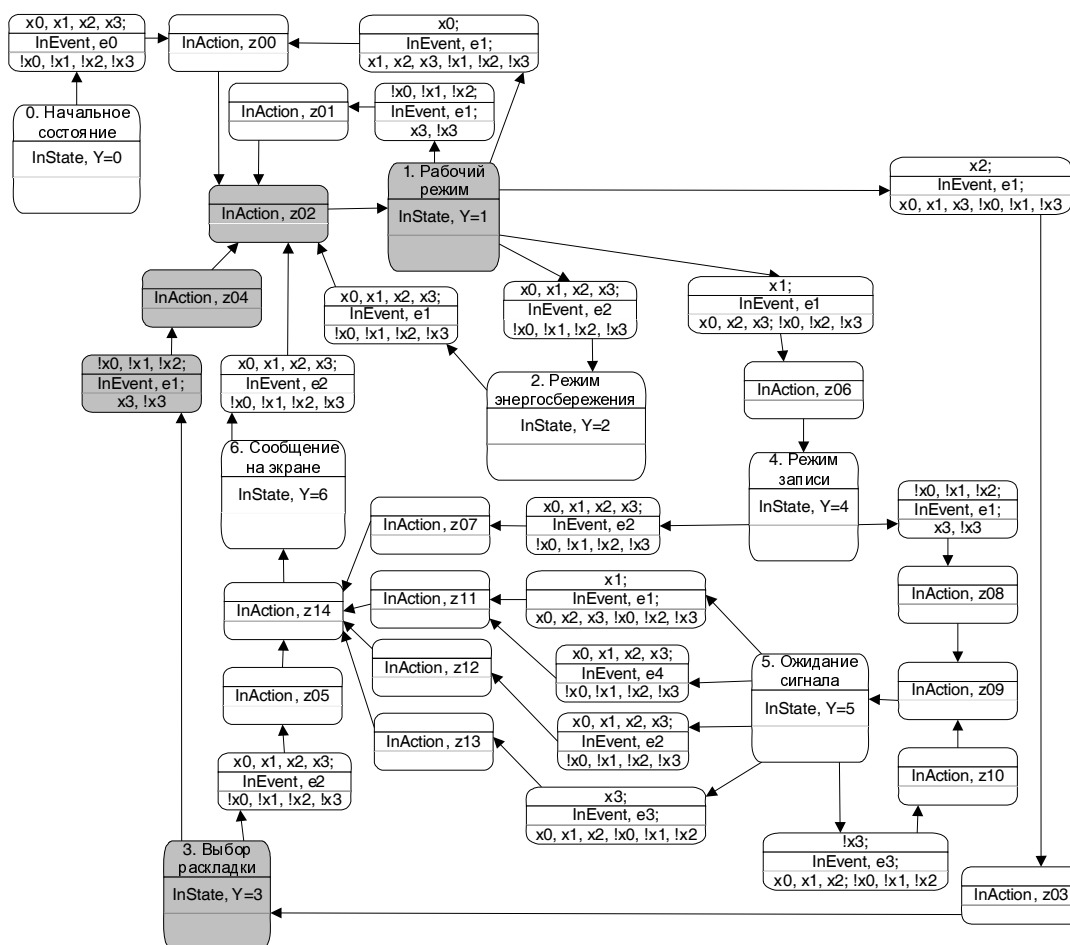 x0, x1, x2, x3;
InEvent, e0
!x0, !x1, !x2, !x3
InAction, z00
x0;
InEvent, e1;
x1, x2, x3, !x1, !x2, !x3
0. Начальное
состояние
InState, Y=0
InAction, z01
!x0, !x1, !x2;
InEvent, e1;
x3, !x3
1. Рабочий
режим
InState, Y=1
x2;
InEvent, e1;
x0, x1, x3, !x0, !x1, !x3
InAction, z02
InAction, z04
x0, x1, x2, x3;
InEvent, e1
!x0, !x1, !x2, !x3
x0, x1, x2, x3;
InEvent, e2
!x0, !x1, !x2, !x3
x1;
InEvent, e1
x0, x2, x3; !x0, !x2, !x3
!x0, !x1, !x2;
InEvent, e1;
x3, !x3
x0, x1, x2, x3;
InEvent, e2
!x0, !x1, !x2, !x3
2. Режим
энергосбережения
InState, Y=2
InAction, z06
6. Сообщение
на экране
InState, Y=6
4. Режим
записи
InState, Y=4
InAction, z07
x0, x1, x2, x3;
InEvent, e2
!x0, !x1, !x2, !x3
!x0, !x1, !x2;
InEvent, e1;
x3, !x3
InAction, z14
InAction, z11
x1;
InEvent, e1;
x0, x2, x3, !x0, !x2, !x3
InAction, z08
InAction, z05
InAction, z12
x0, x1, x2, x3;
InEvent, e4
!x0, !x1, !x2, !x3
5. Ожидание
сигнала
InState, Y=5
InAction, z09
InAction, z13
x0, x1, x2, x3;
InEvent, e2
!x0, !x1, !x2, !x3
x0, x1, x2, x3;
InEvent, e2
!x0, !x1, !x2, !x3
InAction, z10
x3;
InEvent, e3;
x0, x1, x2, !x0, !x1, !x2
!x3;
InEvent, e3;
x0, x1, x2; !x0, !x1, !x2
3. Выбор
раскладки
InState, Y=3
InAction, z03